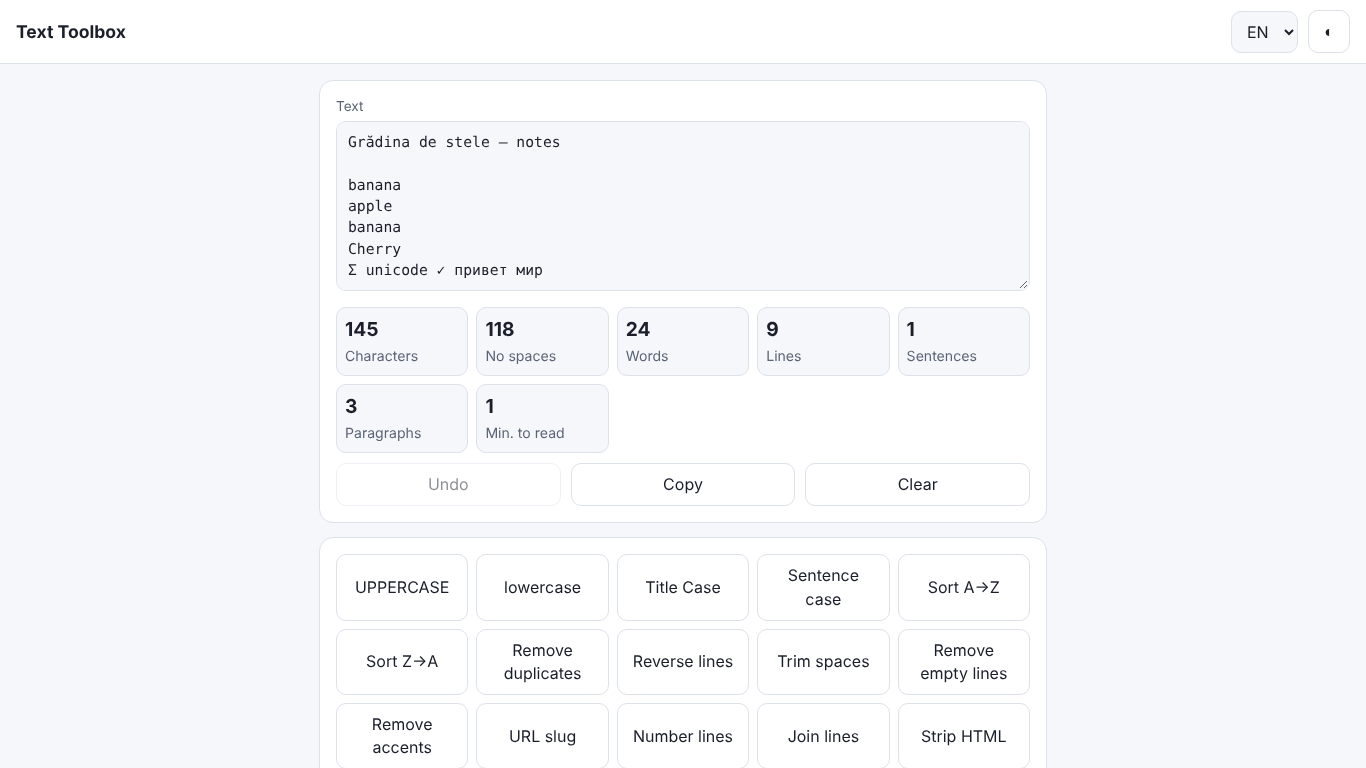 Text Toolbox
EN
Text
Grădina de stele — notes
banana
apple
banana
Cherry
Σ unicode ✓ привет мир
145
Characters
118
No spaces
24
Words
9
Lines
1
Sentences
3
Paragraphs
1
Min. to read
Undo
Copy
Clear
UPPERCASE
lowercase
Title Case
Sentence
case
Sort A→Z
Sort Z→A
Remove
duplicates
Reverse lines
Trim spaces
Remove
empty lines
Remove
accents
URL slug
Number lines
Join lines
Strip HTML